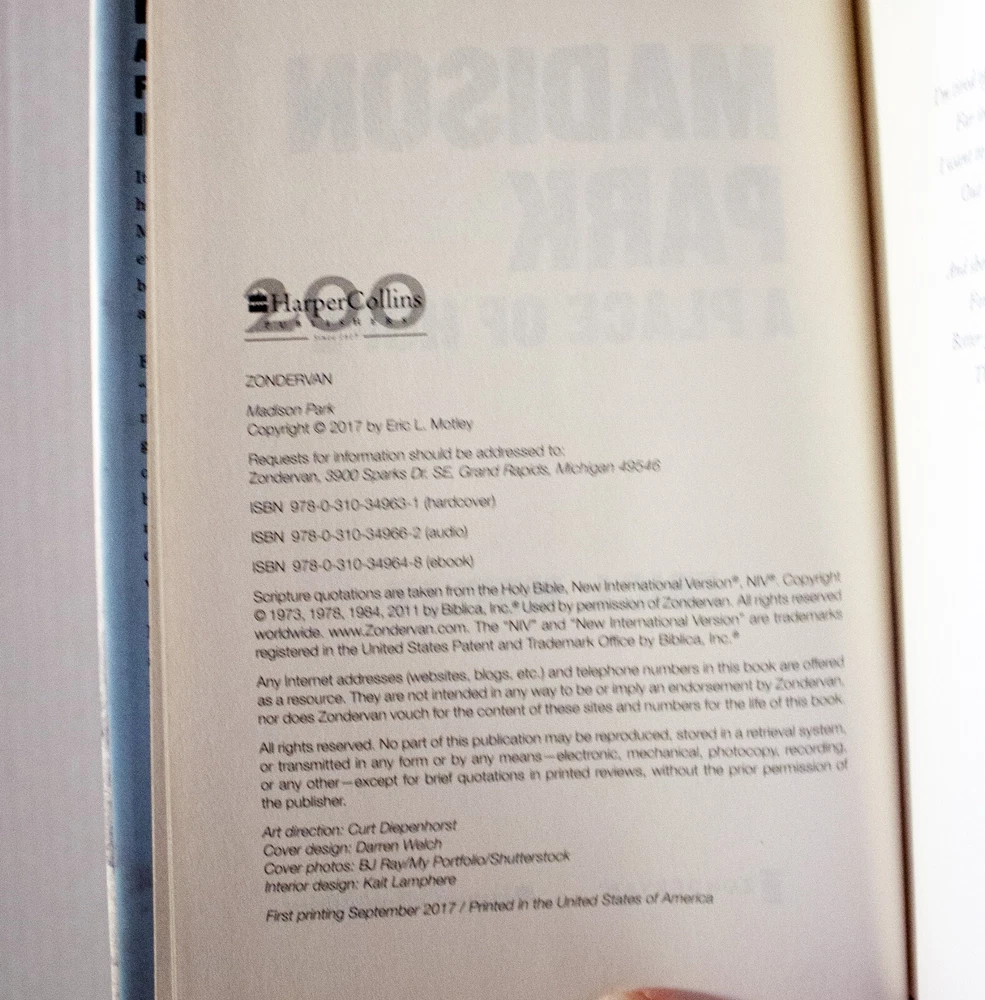 MADISON
PARK
A PLACE OF
200
HarperCollins
PUBLISHERS
SINCE 1817
ZONDERVAN
Madison Park
Copyright © 2017 by Eric L. Motley
Requests for information should be addressed to:
Zondervan, 3900 Sparks Dr. SE, Grand Rapids, Michigan 49546
ISBN 978-0-310-34963-1 (hardcover)
ISBN 978-0-310-34966-2 (audio)
ISBN 978-0-310-34964-8 (ebook)
Scripture quotations are taken from the Holy Bible, New International Version®, NIV®. Copyright
© 1973, 1978, 1984, 2011 by Biblica, Inc.® Used by permission of Zondervan. All rights reserved
worldwide. www.Zondervan.com. The “NIV” and “New International Version” are trademarks
registered in the United States Patent and Trademark Office by Biblica, Inc.®
Any Internet addresses (websites, blogs, etc.) and telephone numbers in this book are offered
as a resource. They are not intended in any way to be or imply an endorsement by Zondervan,
nor does Zondervan vouch for the content of these sites and numbers for the life of this book.
All rights reserved. No part of this publication may be reproduced, stored in a retrieval system,
or transmitted in any form or by any means—electronic, mechanical, photocopy, recording,
or any other—except for brief quotations in printed reviews, without the prior permission of
the publisher.
Art direction: Curt Diepenhorst
Cover design: Darren Welch
Cover photos: BJ Ray/My Portfolio/Shutterstock
Interior design: Kait Lamphere
First printing September 2017 / Printed in the United States of America